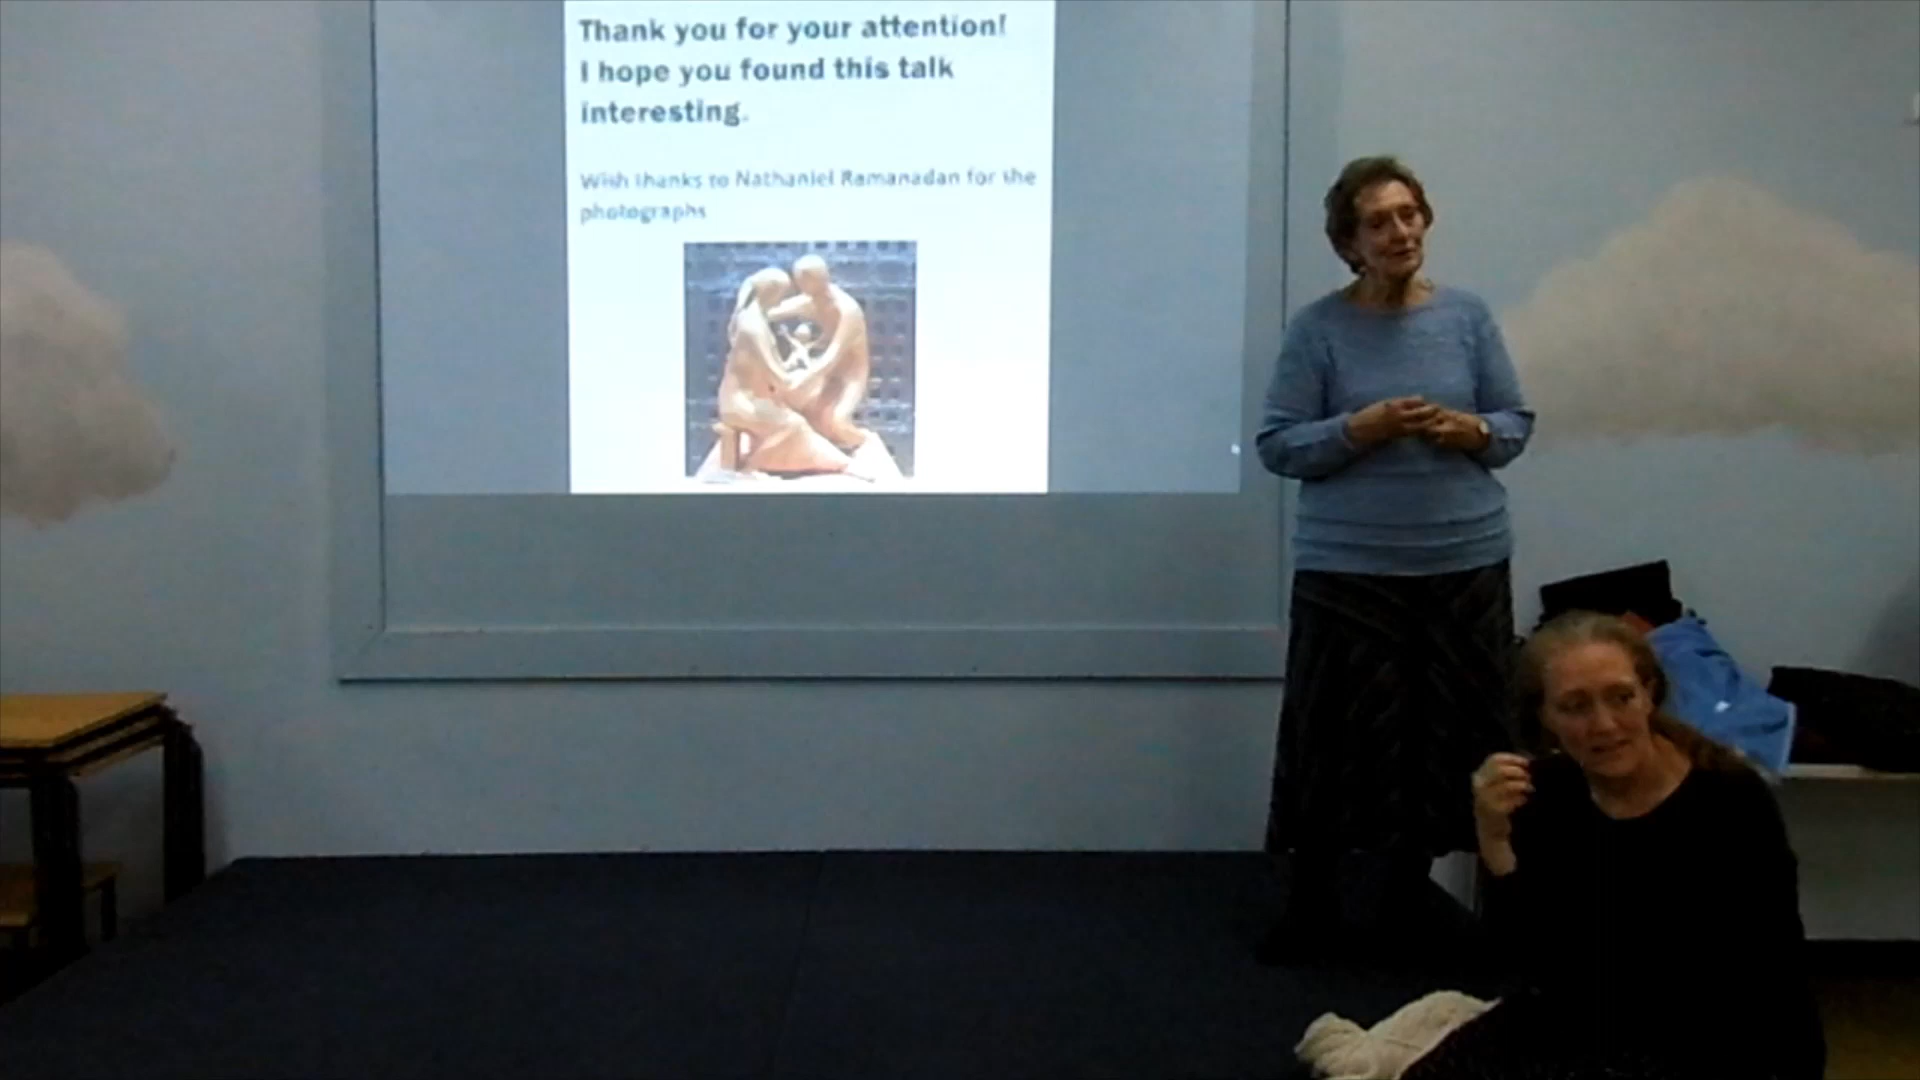 Thank you for your attention!
I hope you found this talk
interesting.
Wish thanks to Nathaniel Ramanadan for the
photographs